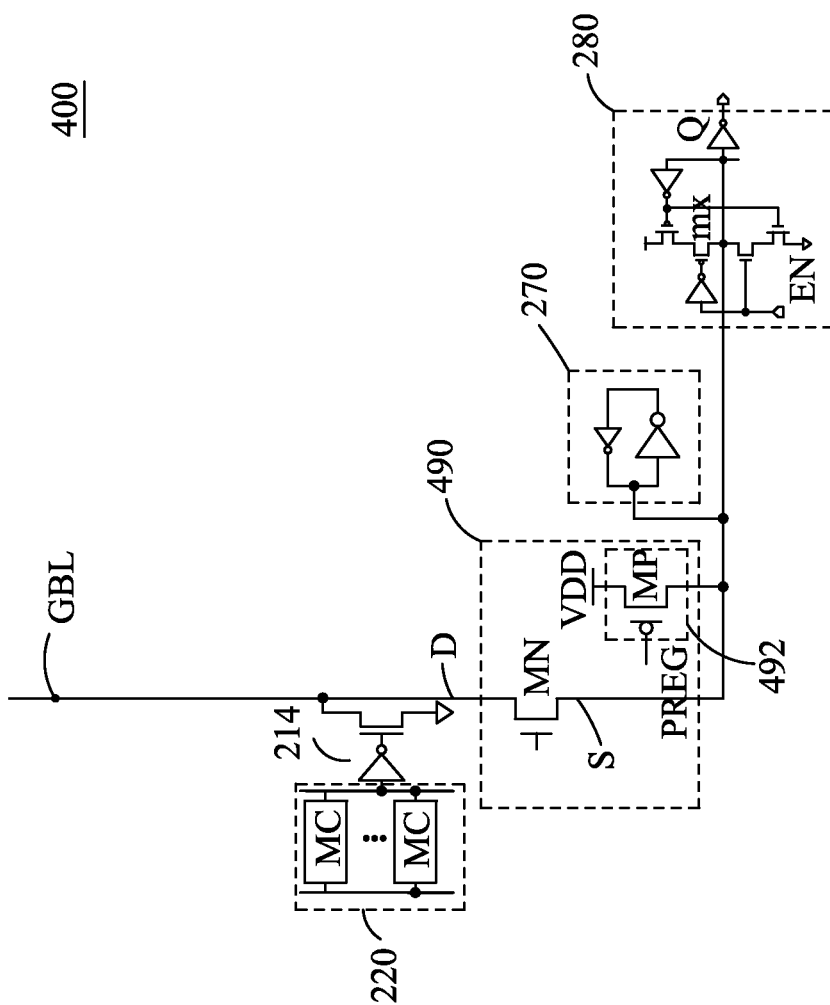 GBL
400
214
MC
...
220
MC
D
490
MN
270
VDD
280
S
MP
PREG
Q
mx
492
EN